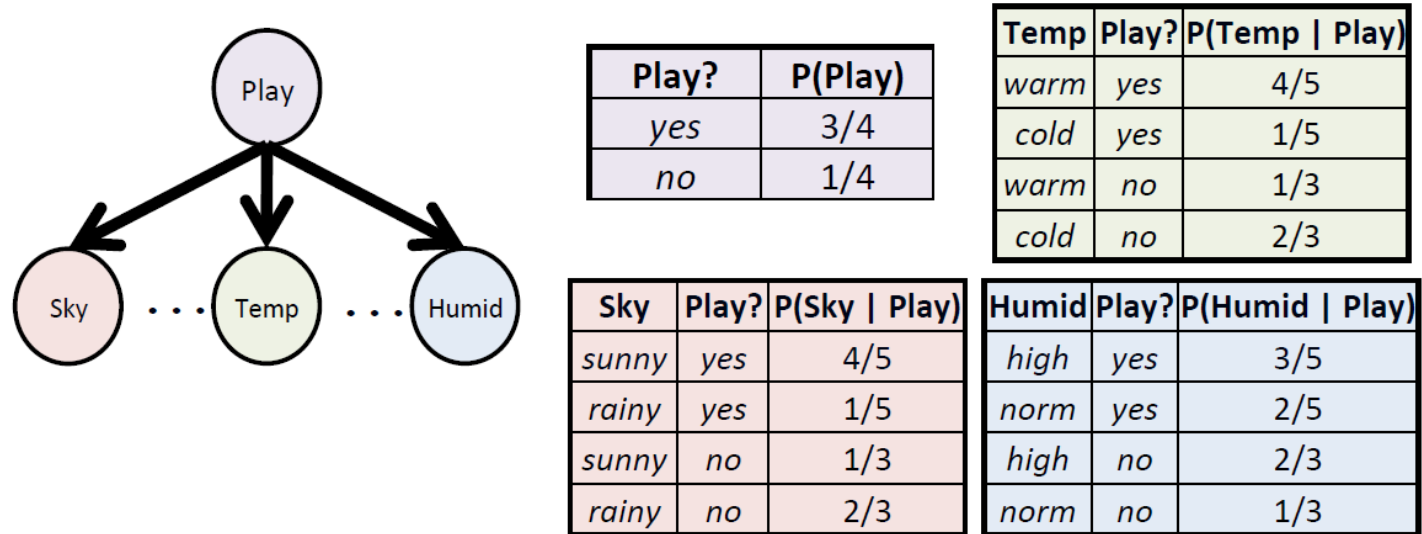 Play
Sky . . . Temp . . . Humid
Play? P(Play)
yes 3/4
no 1/4
Temp Play? P(Temp | Play)
warm yes 4/5
cold yes 1/5
warm no 1/3
cold no 2/3
Sky Play? P(Sky | Play)
sunny yes 4/5
rainy yes 1/5
sunny no 1/3
rainy no 2/3
Humid Play? P(Humid | Play)
high yes 3/5
norm yes 2/5
high no 2/3
norm no 1/3